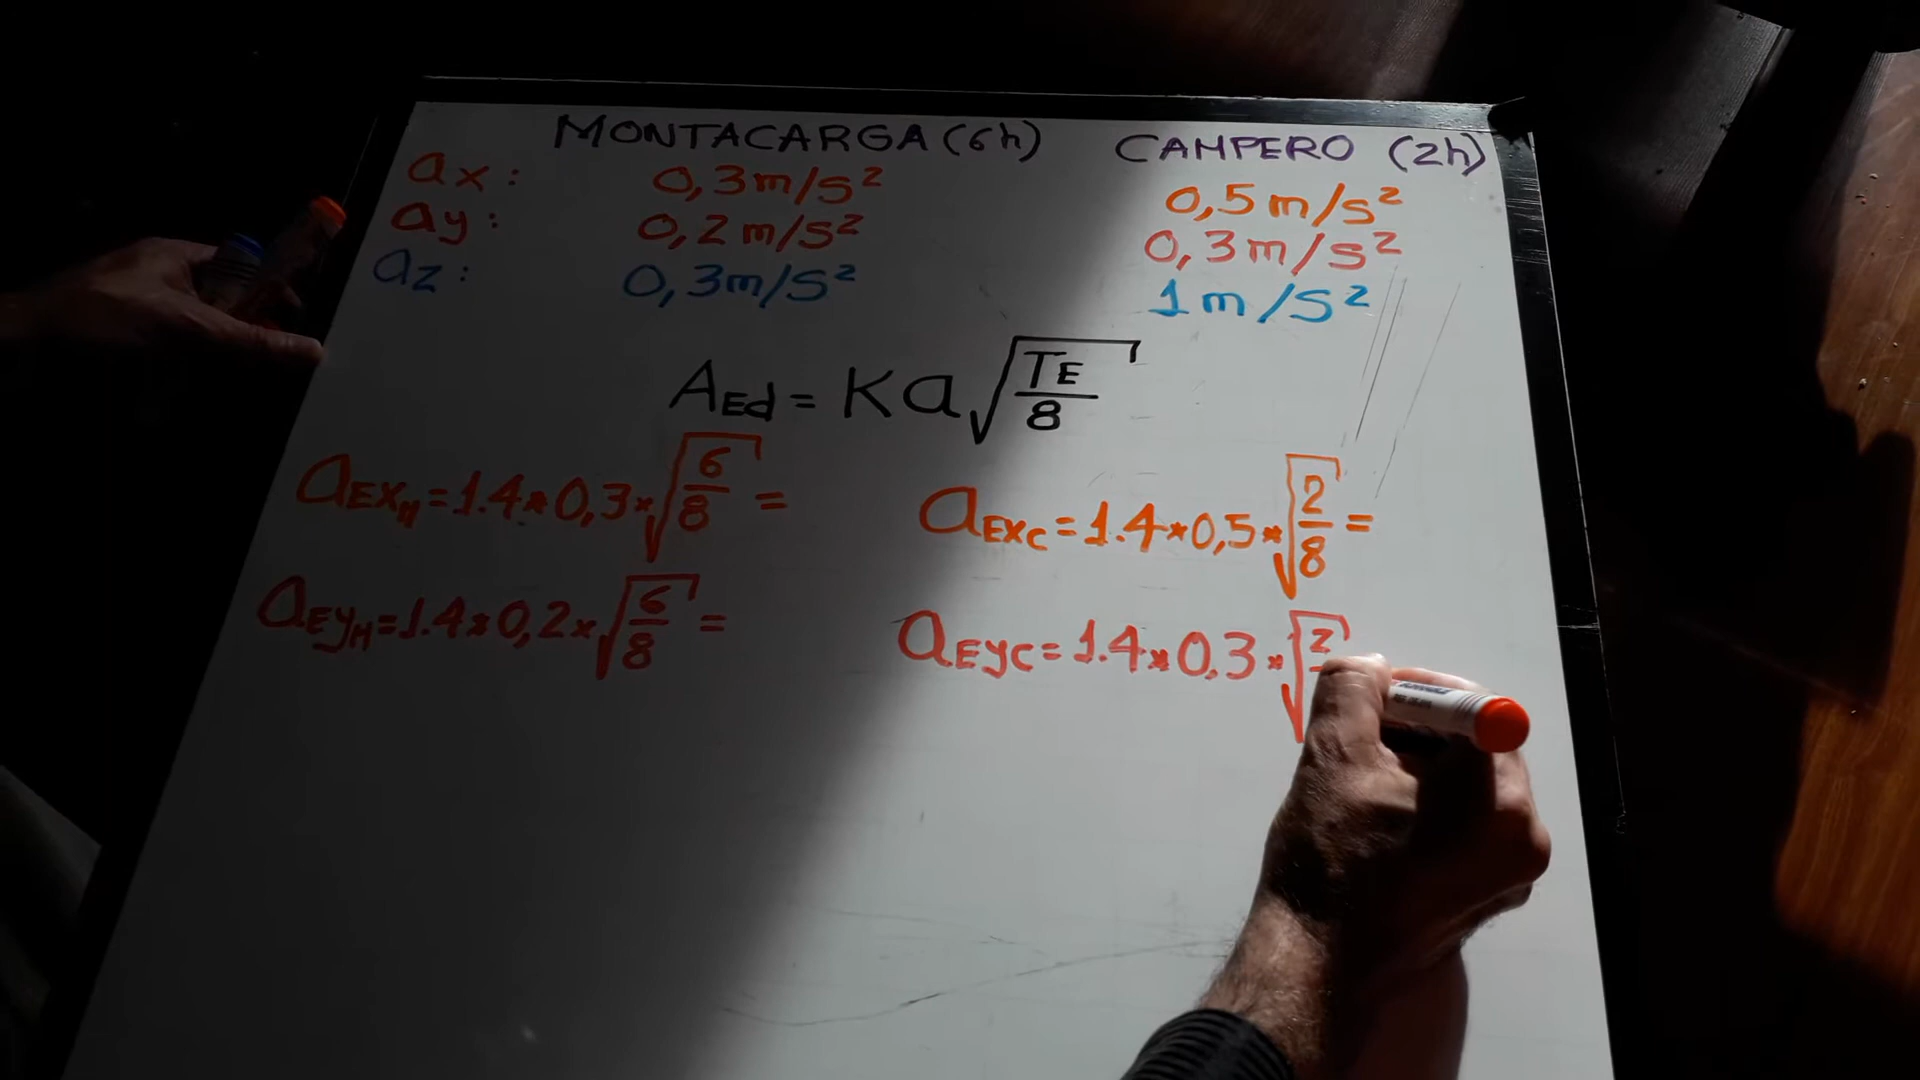 MONTACARGA (6h) CAMPERO (2h)
ax: 0,3m/s² 0,5m/s²
ay: 0,2m/s² 0,3m/s²
az: 0,3m/s² 1m/s²
AEd = Ka√(TE/8)
aExM = 1.4*0,3*√(6/8) = aExC = 1.4*0,5*√(2/8) =
aEyM = 1.4*0,2*√(6/8) = aEyC = 1.4*0,3*√2